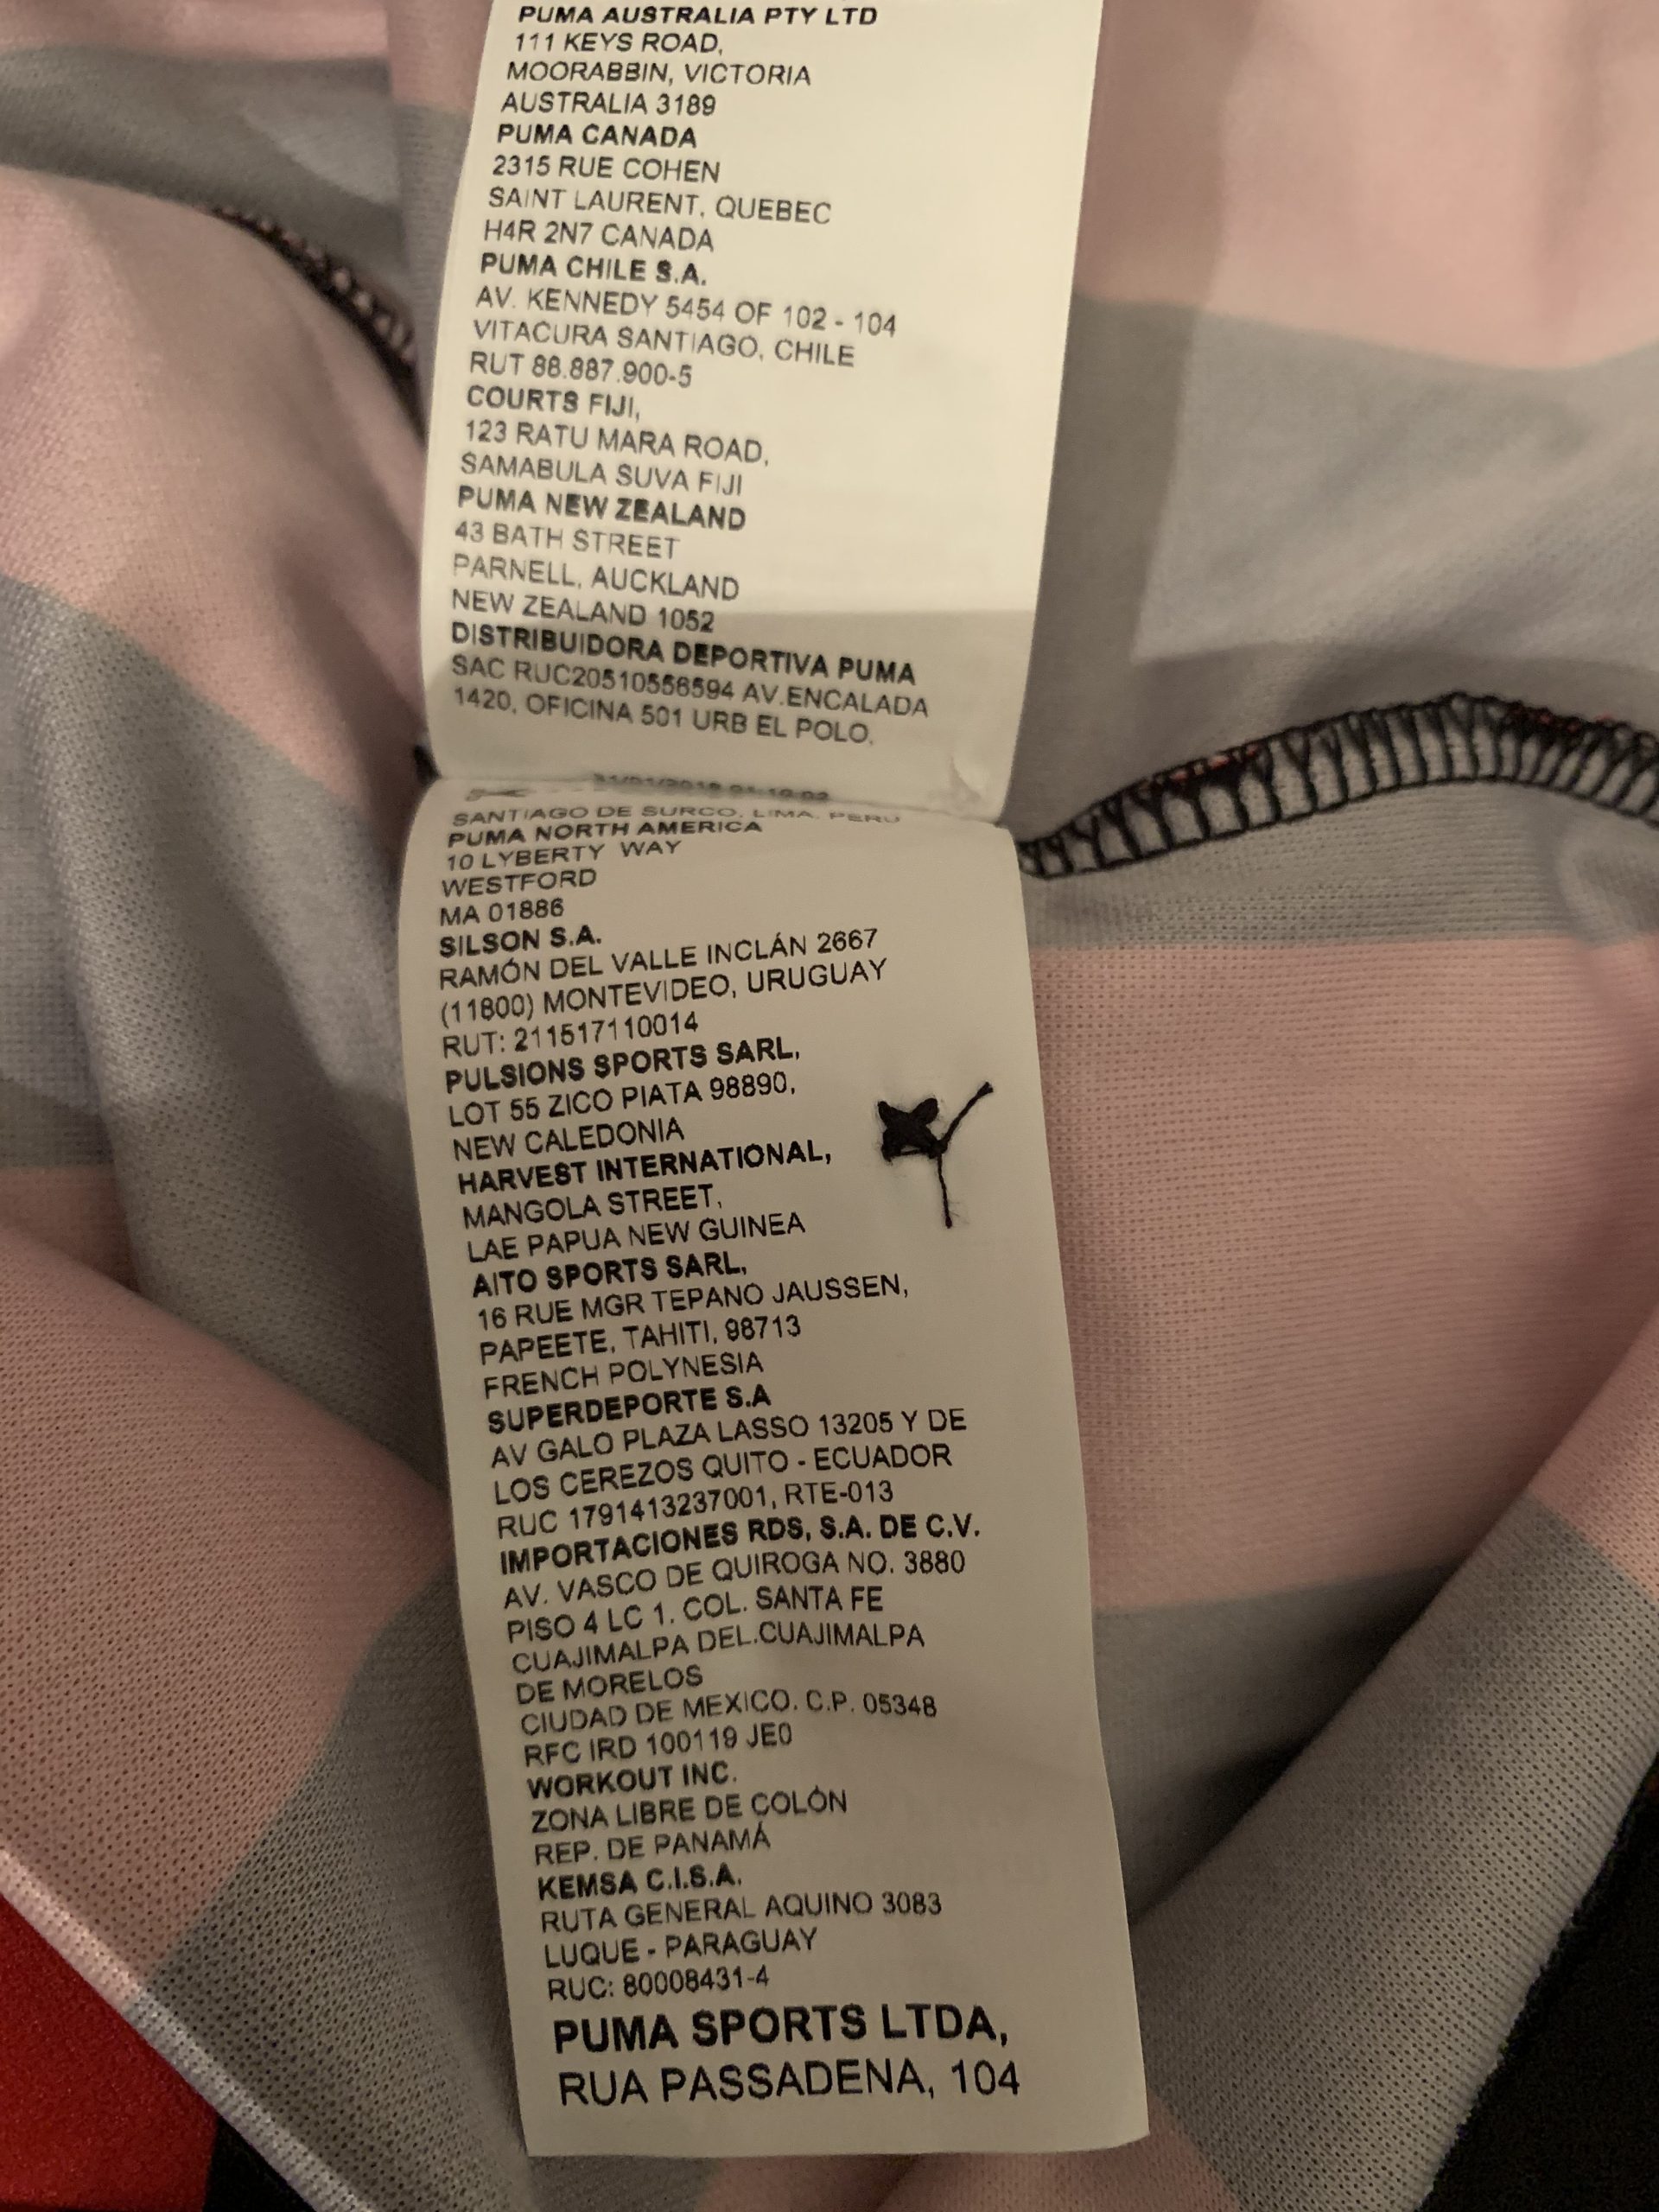 PUMA AUSTRALIA PTY LTD
111 KEYS ROAD,
MOORABBIN, VICTORIA
AUSTRALIA 3189
PUMA CANADA
2315 RUE COHEN
SAINT LAURENT, QUEBEC
H4R 2N7 CANADA
PUMA CHILE S.A.
AV. KENNEDY 5454 OF 102 - 104
VITACURA SANTIAGO, CHILE
RUT 88.887.900-5
COURTS FIJI,
123 RATU MARA ROAD,
SAMABULA SUVA FIJI
PUMA NEW ZEALAND
43 BATH STREET
PARNELL, AUCKLAND
NEW ZEALAND 1052
DISTRIBUIDORA DEPORTIVA PUMA
SAC RUC20510556594 AV.ENCALADA
1420, OFICINA 501 URB EL POLO,
SANTIAGO DE SURCO, LIMA, PERU
PUMA NORTH AMERICA
10 LYBERTY WAY
WESTFORD
MA 01886
SILSON S.A.
RAMÓN DEL VALLE INCLÁN 2667
(11800) MONTEVIDEO, URUGUAY
RUT: 211517110014
PULSIONS SPORTS SARL,
LOT 55 ZICO PIATA 98890,
NEW CALEDONIA
HARVEST INTERNATIONAL,
MANGOLA STREET,
LAE PAPUA NEW GUINEA
AITO SPORTS SARL,
16 RUE MGR TEPANO JAUSSEN,
PAPEETE, TAHITI, 98713
FRENCH POLYNESIA
SUPERDEPORTE S.A
AV GALO PLAZA LASSO 13205 Y DE
LOS CEREZOS QUITO - ECUADOR
RUC 1791413237001, RTE-013
IMPORTACIONES RDS, S.A. DE C.V.
AV. VASCO DE QUIROGA NO. 3880
PISO 4 LC 1. COL. SANTA FE
CUAJIMALPA DEL.CUAJIMALPA
DE MORELOS
CIUDAD DE MEXICO. C.P. 05348
RFC IRD 100119 JE0
WORKOUT INC.
ZONA LIBRE DE COLÓN
REP. DE PANAMÁ
KEMSA C.I.S.A.
RUTA GENERAL AQUINO 3083
LUQUE - PARAGUAY
RUC: 80008431-4
PUMA SPORTS LTDA,
RUA PASSADENA, 104